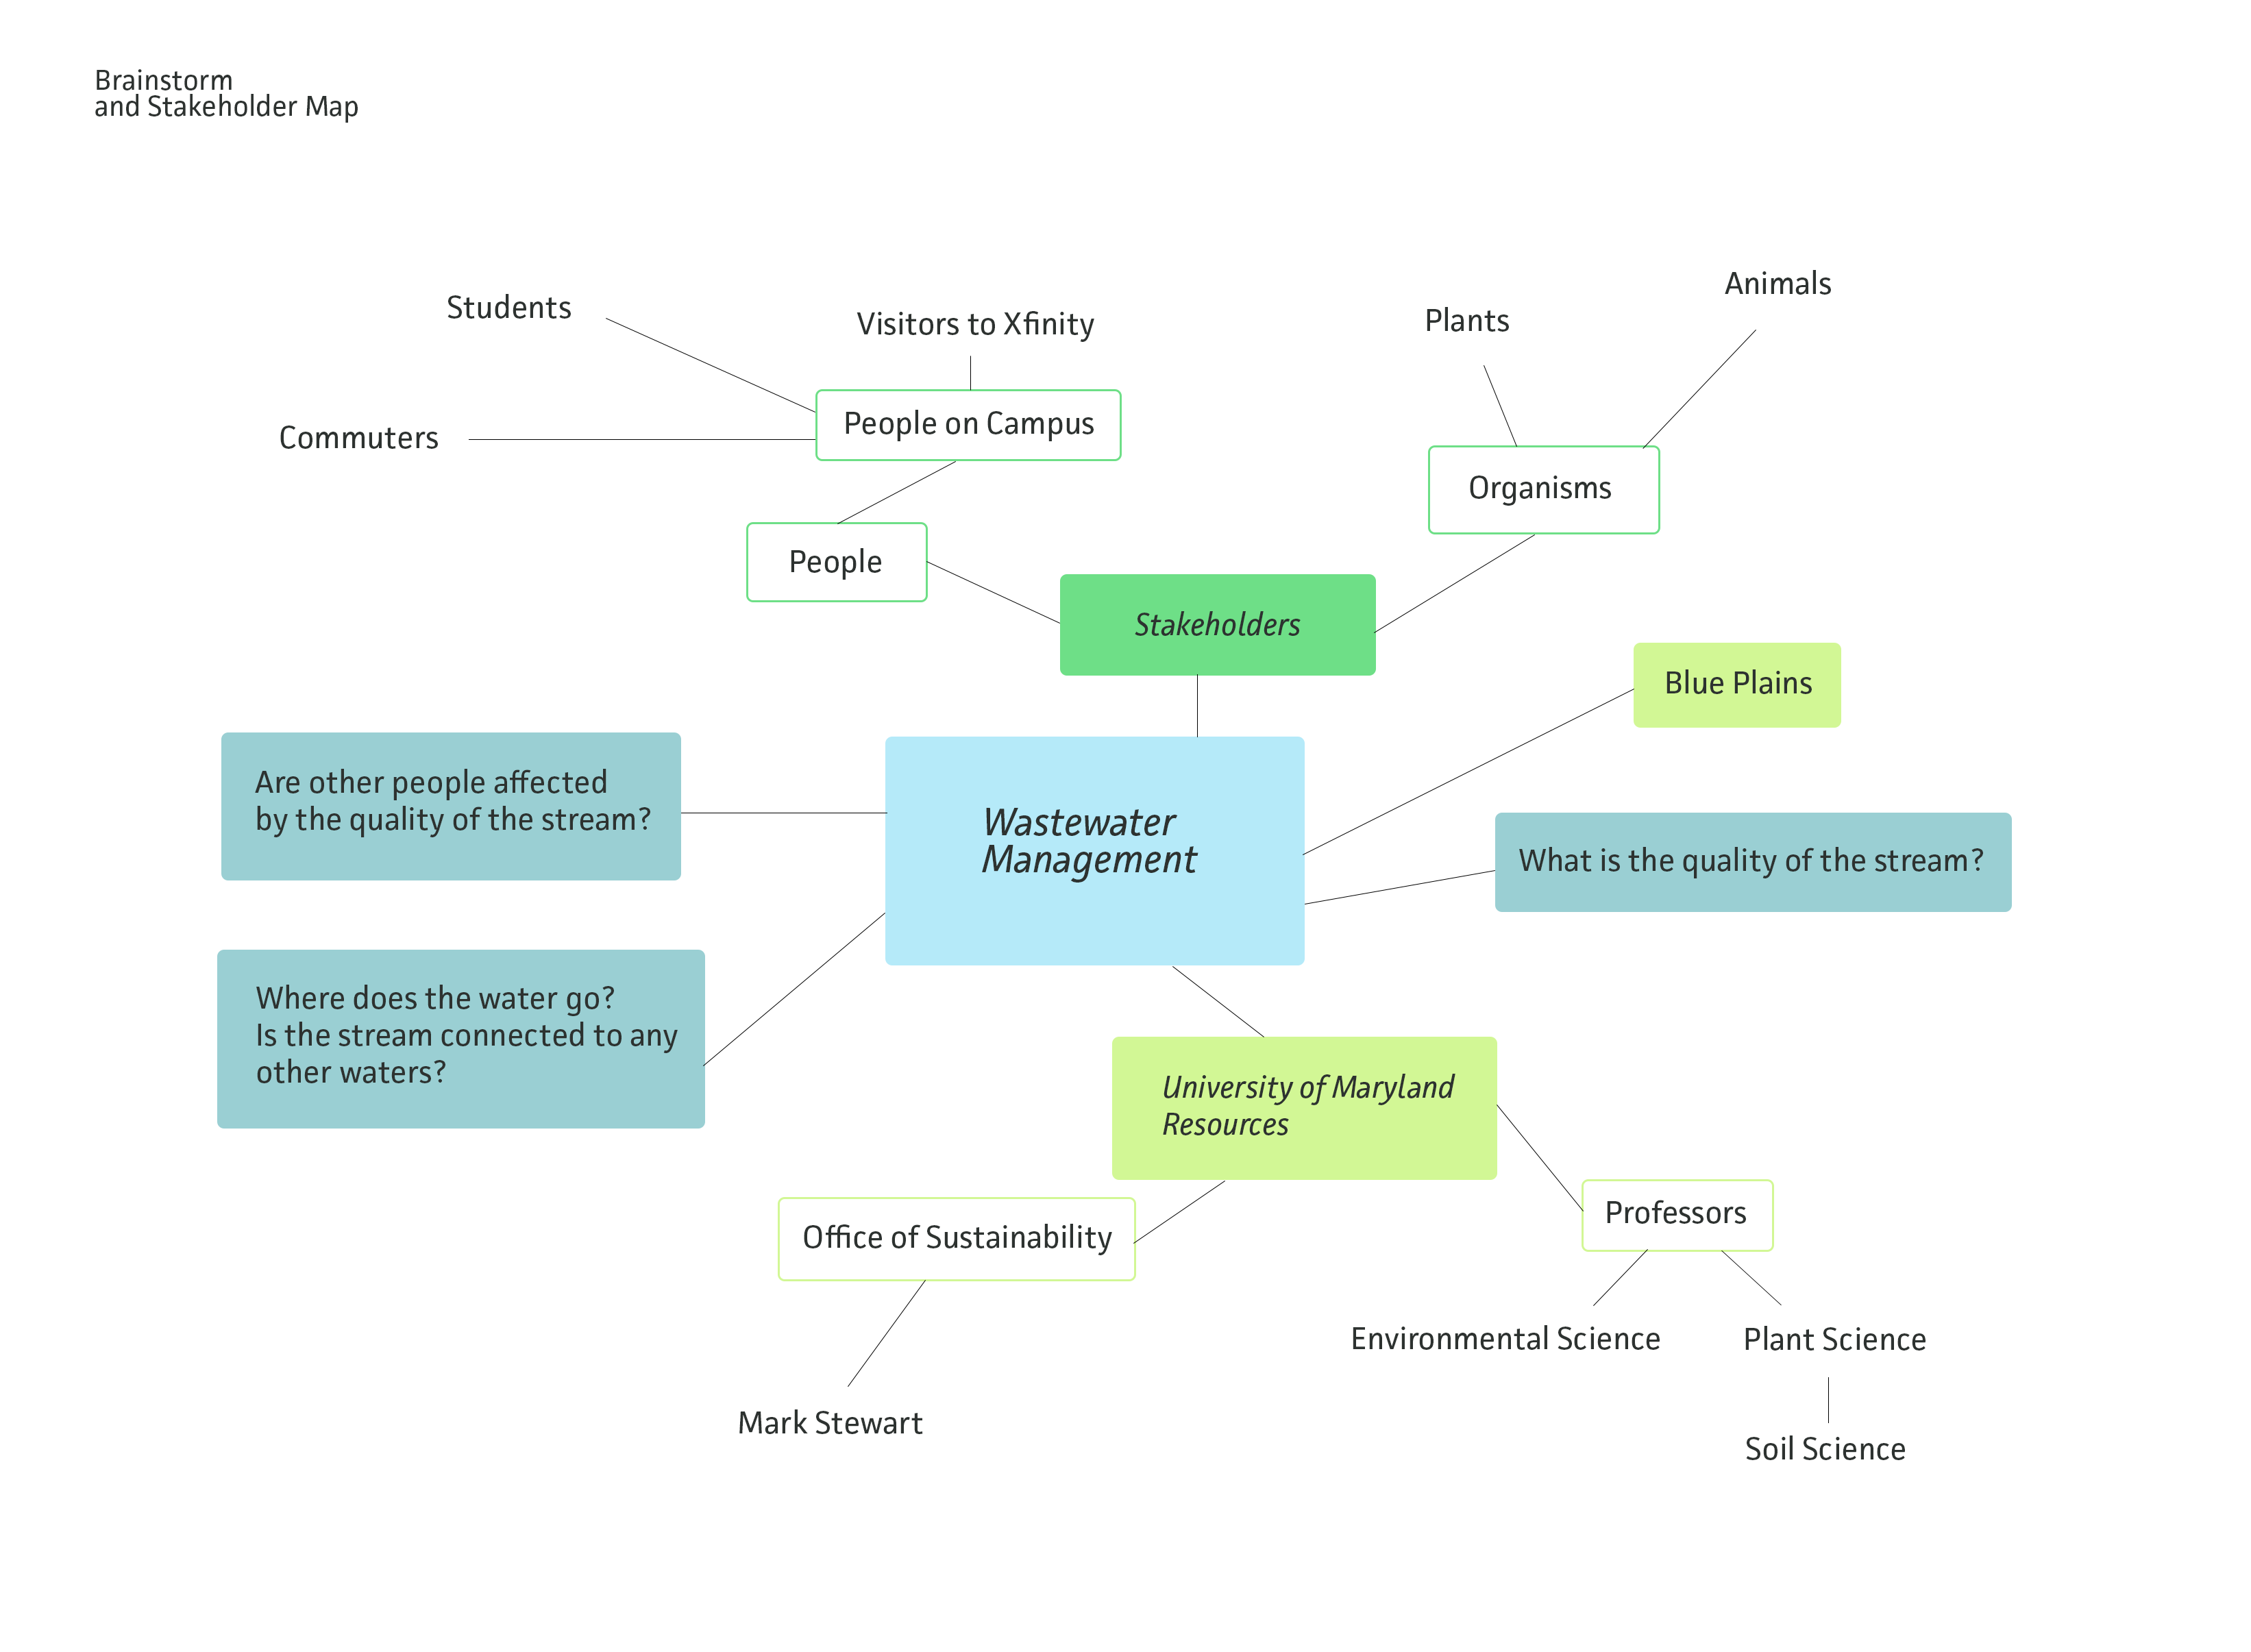 Brainstorm
and Stakeholder Map
Animals
Students
Plants
Visitors to Xfinity
People on Campus
Commuters
Organisms
People
Stakeholders
Blue Plains
Are other people affected
by the quality of the stream?
Wastewater
Management
What is the quality of the stream?
Where does the water go?
Is the stream connected to any
other waters?
University of Maryland
Resources
Office of Sustainability
Professors
Environmental Science
Plant Science
Mark Stewart
Soil Science